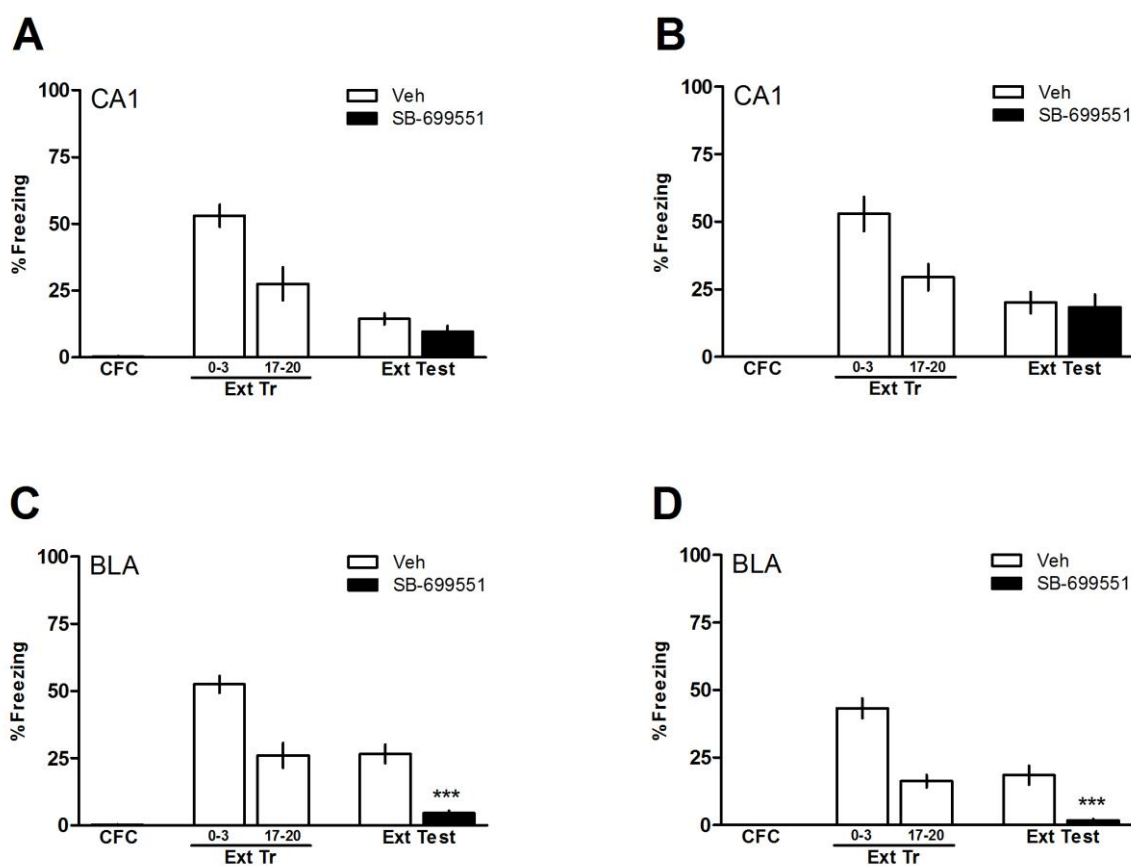 A
CA1
Veh
SB-699551
100
75
50
25
0
%Freezing
CFC
0-3
17-20
Ext Tr
Ext Test
B
CA1
Veh
SB-699551
100
75
50
25
0
%Freezing
CFC
0-3
17-20
Ext Tr
Ext Test
C
BLA
Veh
SB-699551
100
75
50
25
0
%Freezing
***
CFC
0-3
17-20
Ext Tr
Ext Test
D
BLA
Veh
SB-699551
100
75
50
25
0
%Freezing
***
CFC
0-3
17-20
Ext Tr
Ext Test